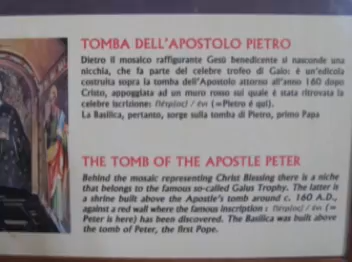 TOMBA DELL'APOSTOLO PIETRO
Dietro il mosaico raffigurante Gesù benedicente si nasconde una
nicchia, che fa parte del celebre trofeo di Gaio: è un'edicola
costruita sopra la tomba dell'Apostolo attorno all'anno 160 dopo
Cristo, appoggiata ad un muro rosso sul quale è stata ritrovata la
celebre iscrizione: / (=Pietro è qui).
La Basilica, pertanto, sorge sulla tomba di Pietro, primo Papa
THE TOMB OF THE APOSTLE PETER
Behind the mosaic representing Christ Blessing there is a niche
that belongs to the famous so-called Gaius Trophy. The latter is
a shrine built above the Apostle's tomb around c. 160 A.D.,
against a red wall where the famous inscription : / (=
Peter is here) has been discovered. The Basilica was built above
the tomb of Peter, the first Pope.